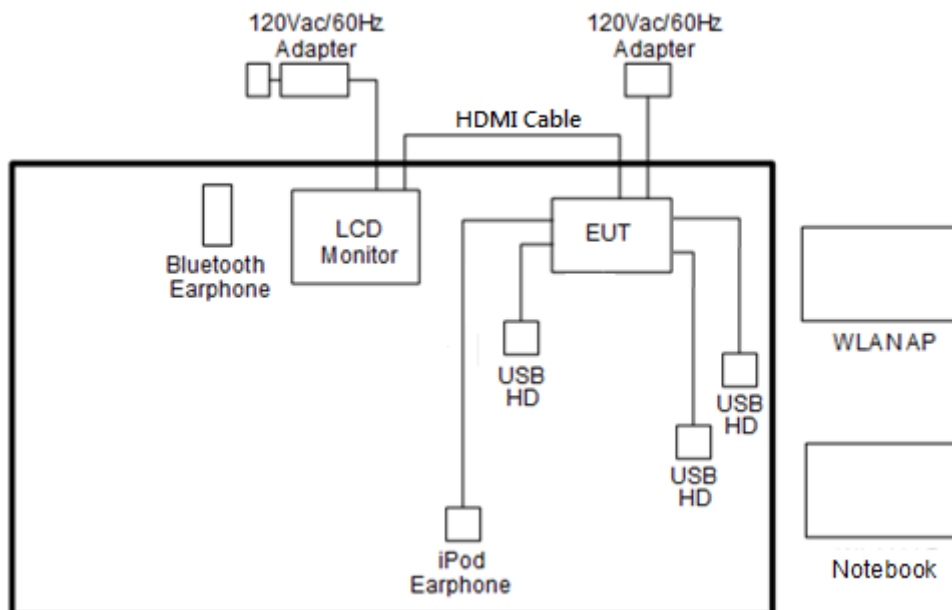 120Vac/60Hz
Adapter
120Vac/60Hz
Adapter
HDMI Cable
LCD
Monitor
EUT
Bluetooth
Earphone
WLAN AP
USB
HD
USB
HD
USB
HD
iPod
Earphone
Notebook